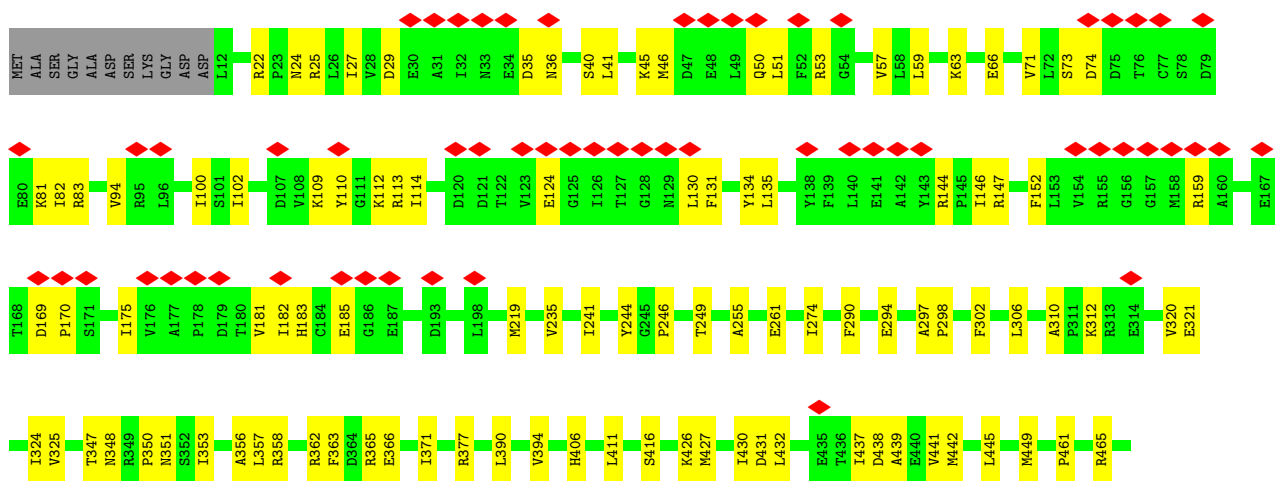 MET ALA SER GLY ALA ASP SER LYS GLY ASP ASP L12 R22 P23 N24 R25 L26 I27 V28 D29 E30 A31 I32 N33 E34 D35 N36 S40 L41 K45 M46 D47 E48 L49 Q50 L51 F52 R53 G54 V57 L58 L59 K63 E66 V71 L72 S73 D74 D75 T76 C77 S78 D79
E80 K81 I82 R83 V94 R95 L96 I100 S101 I102 D107 V108 K109 Y110 G111 K112 R113 I114 D120 D121 T122 V123 E124 G125 I126 T127 G128 N129 L130 F131 Y134 L135 Y138 F139 L140 E141 A142 Y143 R144 P145 I146 R147 F152 L153 V154 R155 G156 G157 M158 R159 A160 E167
T168 D169 P170 S171 I175 V176 A177 P178 D179 T180 V181 I182 H183 C184 E185 G186 E187 D193 L198 M219 V235 I241 Y244 G245 P246 T249 A255 E261 I274 F290 E294 A297 P298 F302 L306 A310 P311 K312 R313 E314 V320 E321
I324 V325 T347 N348 R349 P350 N351 S352 I353 A356 L357 R358 R362 F363 D364 R365 E366 I371 R377 L390 V394 H406 L411 S416 K426 M427 I430 D431 L432 E435 T436 I437 D438 A439 E440 V441 M442 L445 M449 P461 R465